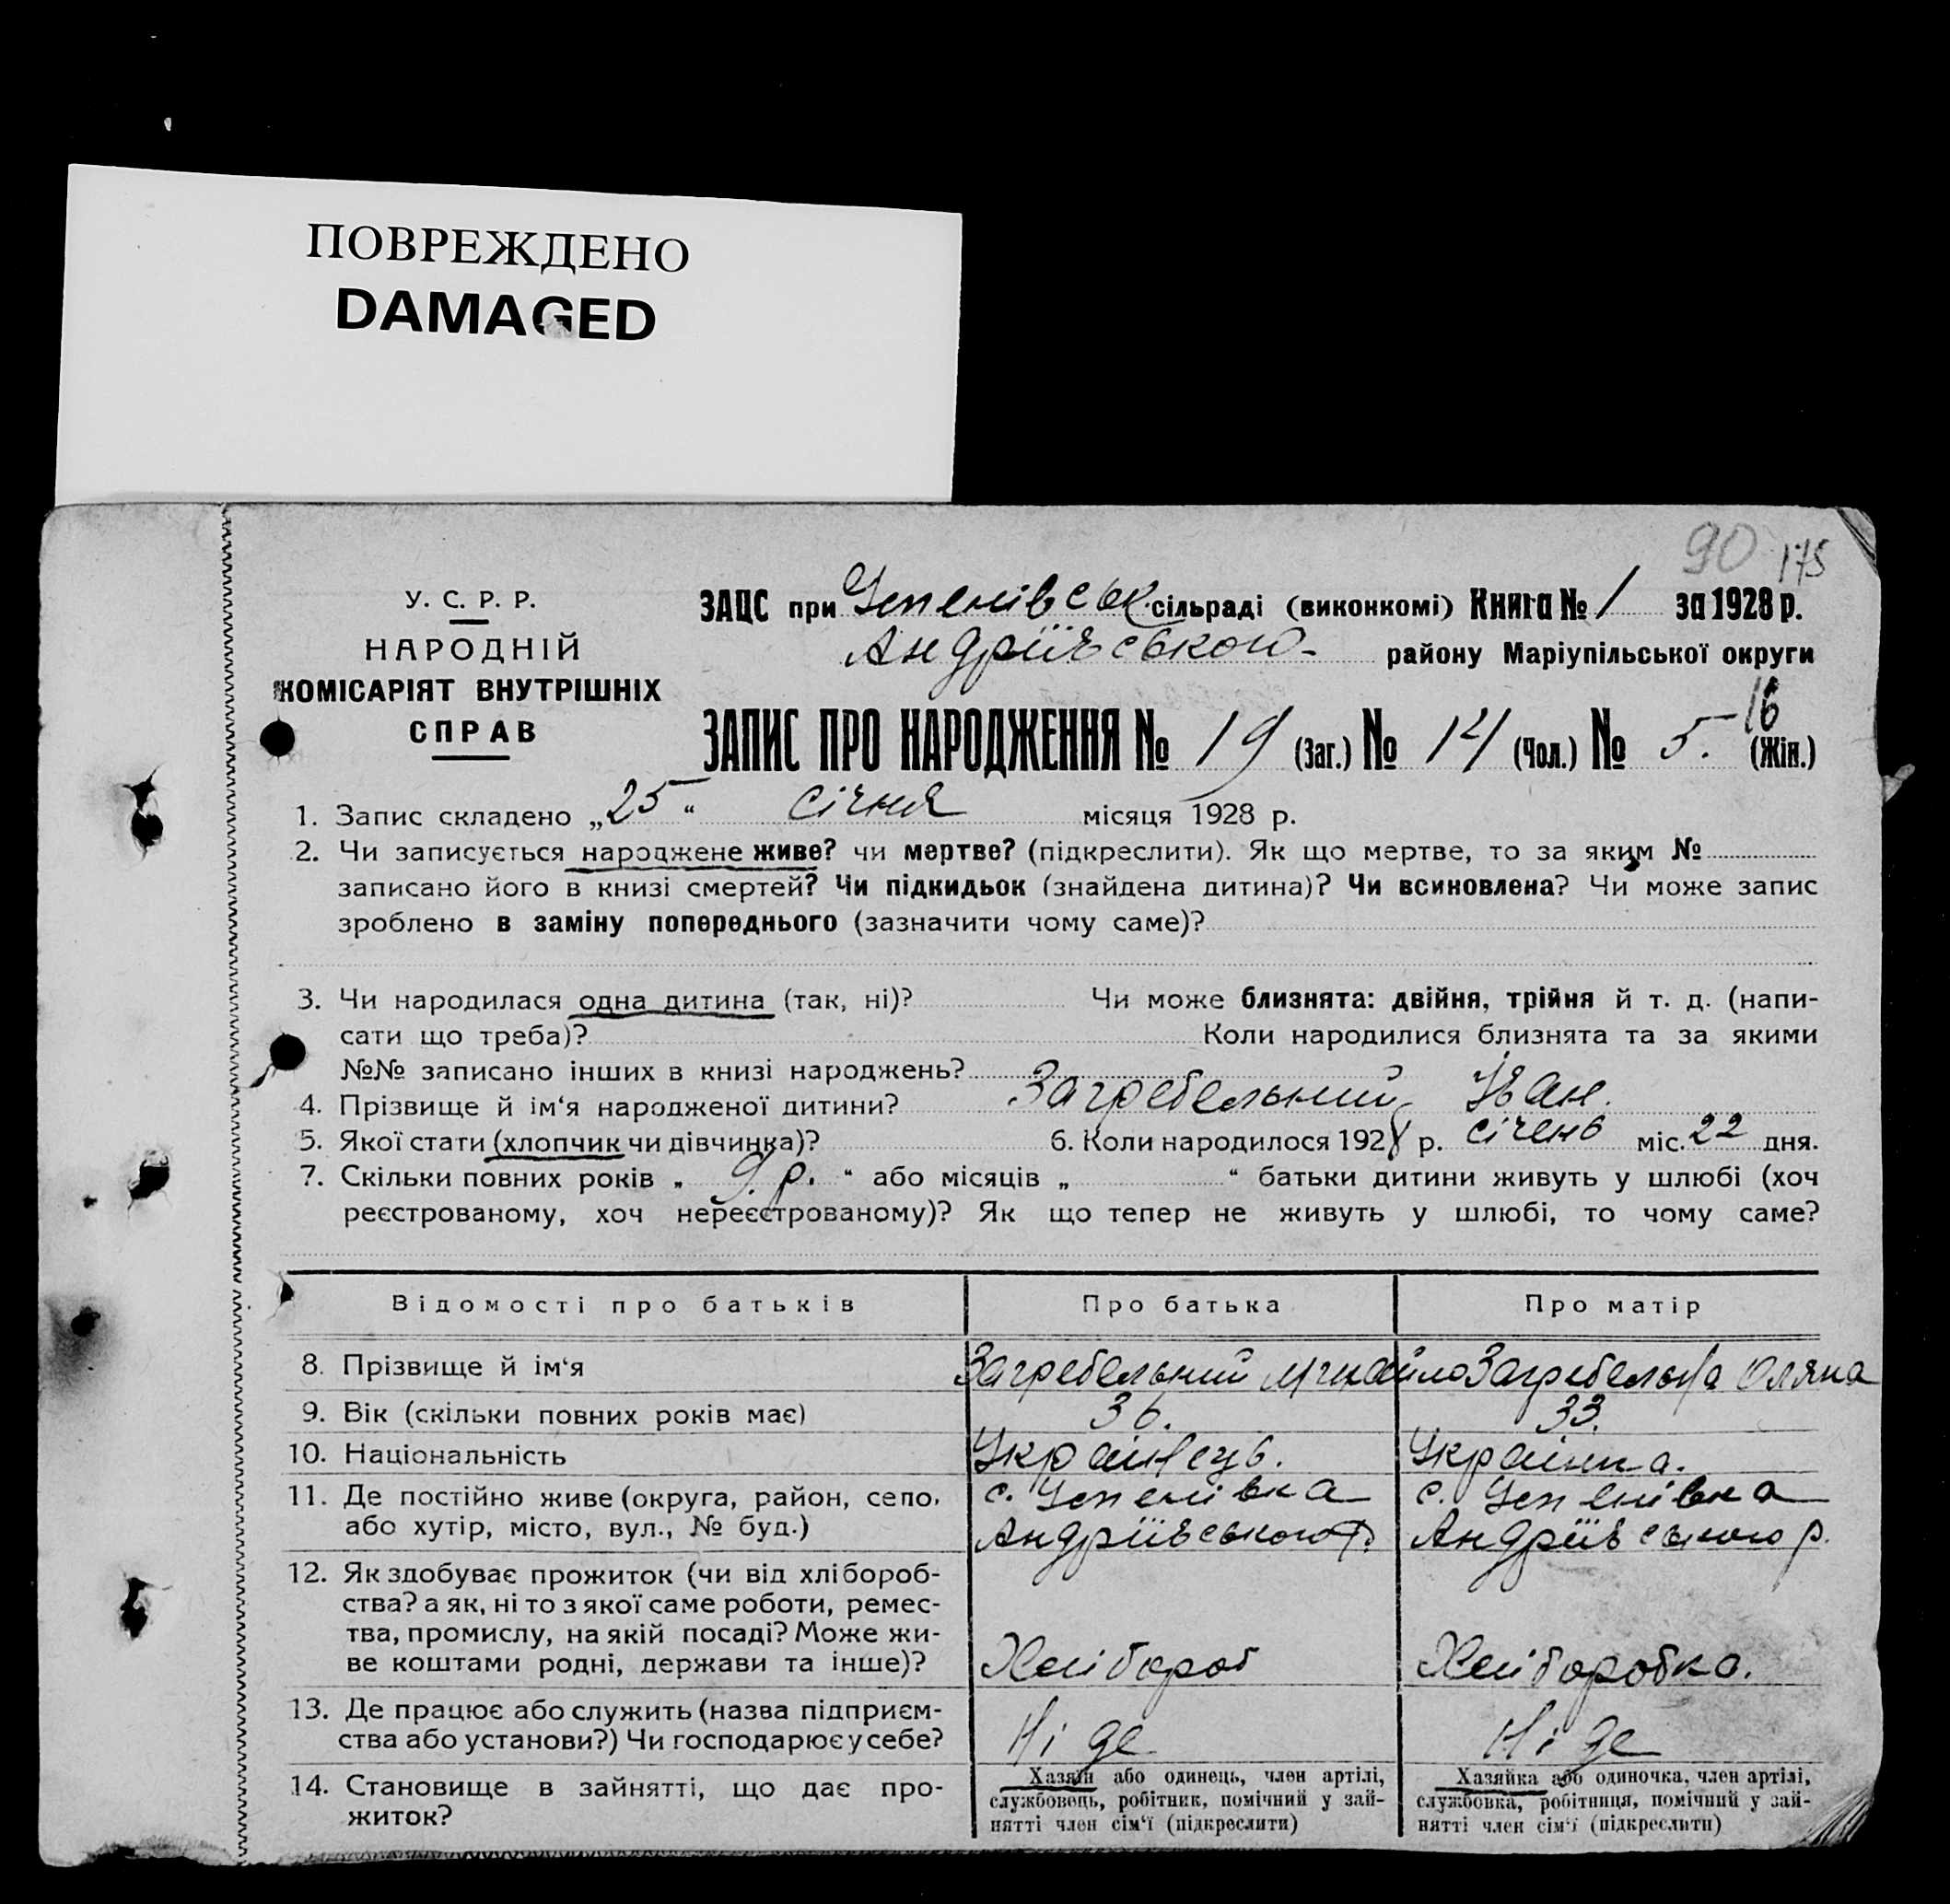 ПОВРЕЖДЕНО
DAMAGED
90 175
У. С. Р. Р.
НАРОДНІЙ
КОМІСАРІЯТ ВНУТРІШНІХ
СПРАВ
ЗАЦС при Успенівськ. сільраді (виконкомі) Книга № 1 за 1928 р.
Андріївського району Маріупільської округи
16
ЗАПИС ПРО НАРОДЖЕННЯ № 19 (Заг.) № 14 (Чол.) № 5. (Жін.)
1. Запис складено „25“ січня місяця 1928 р.
2. Чи записується народжене живе? чи мертве? (підкреслити). Як що мертве, то за яким №
записано його в книзі смертей? Чи підкидьок (знайдена дитина)? Чи всиновлена? Чи може запис
зроблено в заміну попереднього (зазначити чому саме)?
3. Чи народилася одна дитина (так, ні)? Чи може близнята: двійня, трійня й т. д. (напи-
сати що треба)? Коли народилися близнята та за якими
№№ записано інших в книзі народжень?
4. Прізвище й ім‘я народженої дитини? Загребельний Іван.
5. Якої стати (хлопчик чи дівчинка)? 6. Коли народилося 1928 р. січень міс. 22 дня.
7. Скільки повних років „ 9 р. “ або місяців „ “ батьки дитини живуть у шлюбі (хоч
реєстрованому, хоч нереєстрованому)? Як що тепер не живуть у шлюбі, то чому саме?
Відомості про батьків Про батька Про матір
8. Прізвище й ім‘я Загребельний Михайло Загребельна Оляна
9. Вік (скільки повних років має) 36. 33.
10. Національність Українець. Українка.
11. Де постійно живе (округа, район, село, с. Успенівка с. Успенівка
або хутір, місто, вул., № буд.) Андріївського р. Андріївського р.
12. Як здобуває прожиток (чи від хлібороб-
ства? а як, ні то з якої саме роботи, ремес-
тва, промислу, на якій посаді? Може жи-
ве коштами родні, держави та інше)? Хлібороб Хліборобка.
13. Де працює або служить (назва підприєм-
ства або установи?) Чи господарює у себе? Ні де Ні де
14. Становище в зайнятті, що дає про-
житок?
Хазяїн або одинець, член артілі,
службовець, робітник, помічний у зай-
нятті член сім‘ї (підкреслити)
Хазяйка або одиночка, член артілі,
службовка, робітниця, помічний у зай-
нятті член сім‘ї (підкреслити)